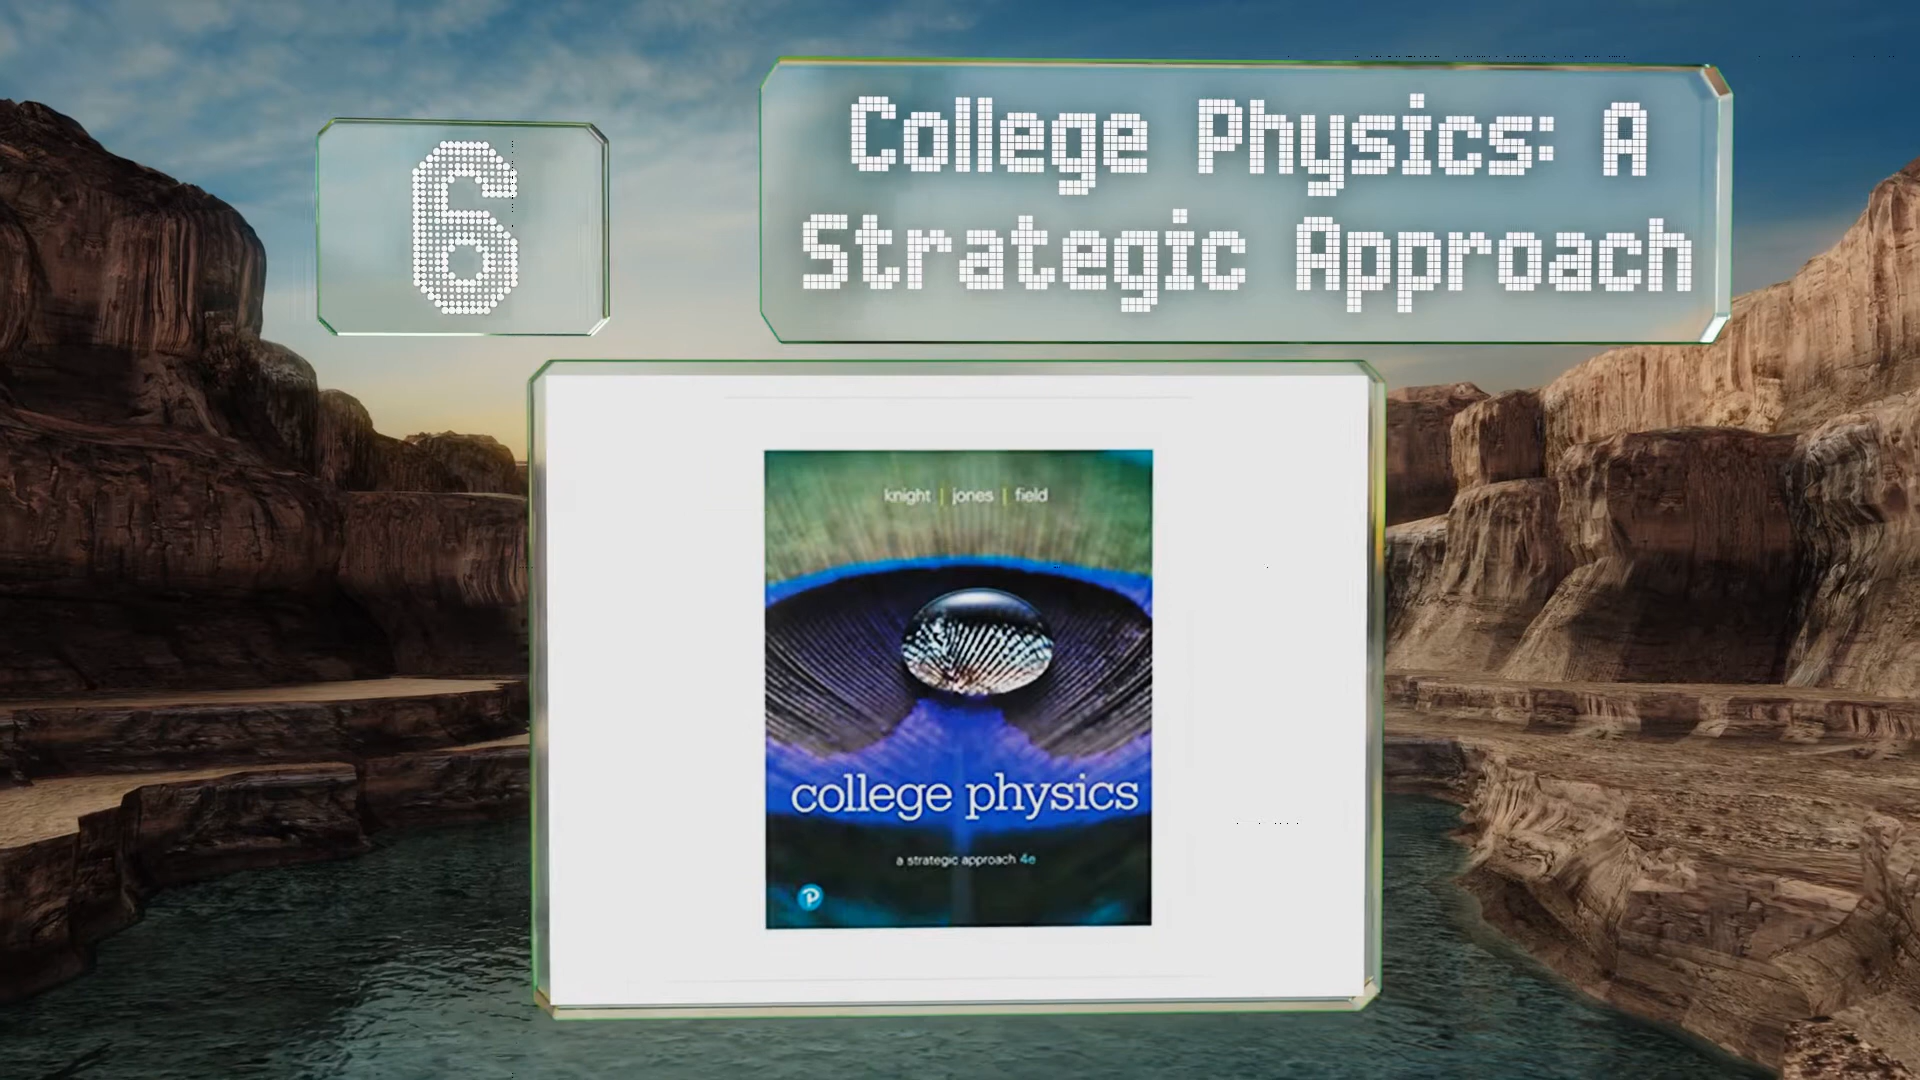 6
College Physics: A
Strategic Approach
knight | jones | field
college physics
a strategic approach 4e
P